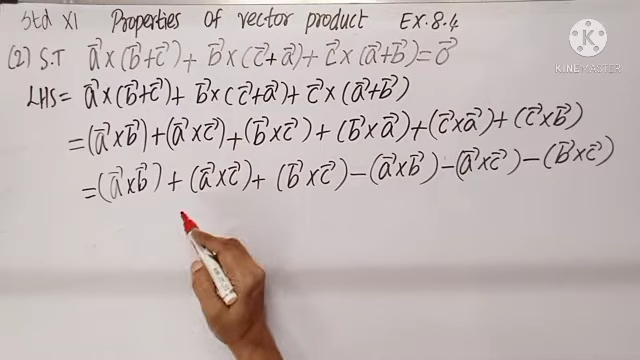 Std XI Properties of vector product Ex. 8.4
(2) S.T a⃗ × (b⃗ + c⃗) + b⃗ × (c⃗ + a⃗) + c⃗ × (a⃗ + b⃗) = 0⃗
LHS = a⃗ × (b⃗ + c⃗) + b⃗ × (c⃗ + a⃗) + c⃗ × (a⃗ + b⃗)
= (a⃗ × b⃗) + (a⃗ × c⃗) + (b⃗ × c⃗) + (b⃗ × a⃗) + (c⃗ × a⃗) + (c⃗ × b⃗)
= (a⃗ × b⃗) + (a⃗ × c⃗) + (b⃗ × c⃗) − (a⃗ × b⃗) − (a⃗ × c⃗) − (b⃗ × c⃗)
KINEMASTER